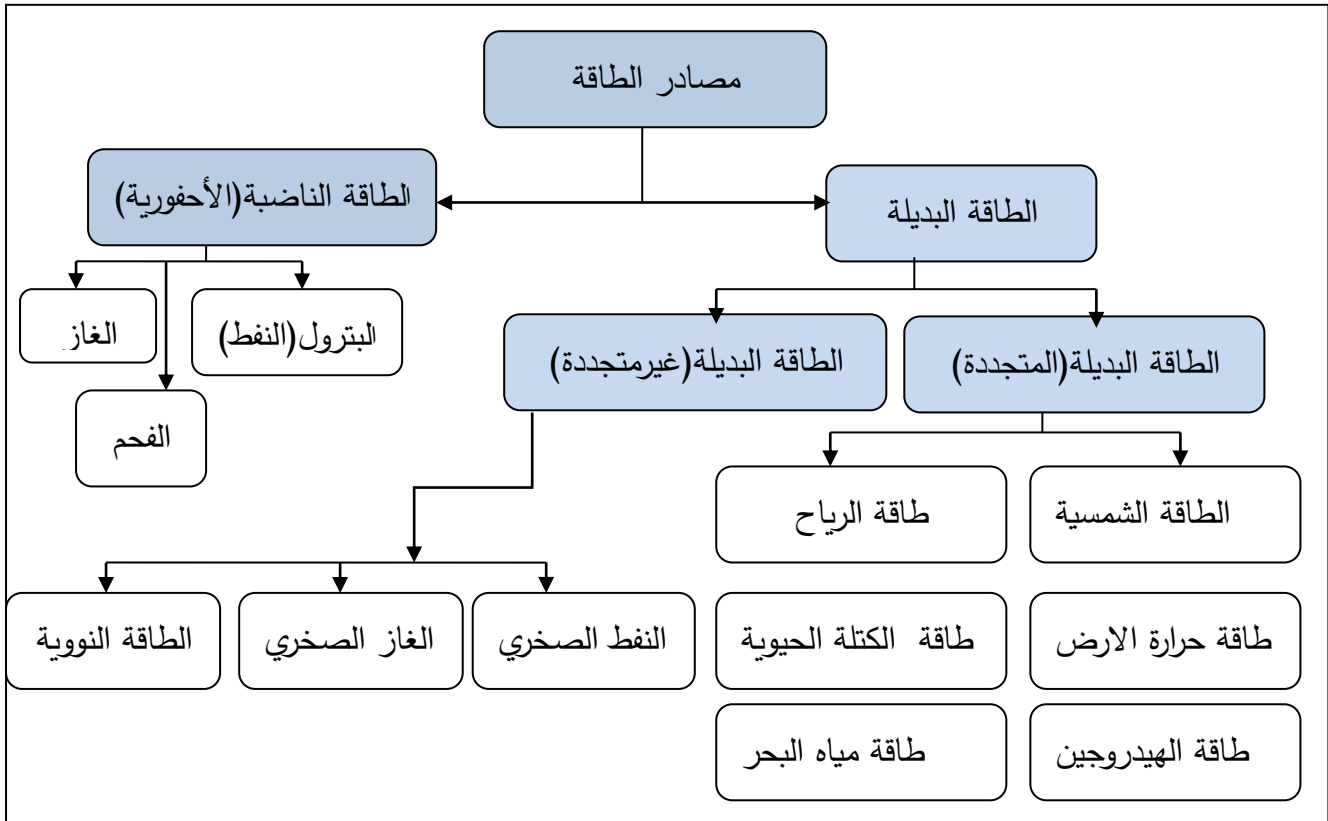 مصادر الطاقة
الطاقة البديلة
الطاقة الناضبة(الأحفورية)
البترول(النفط)
الغاز
الفحم
الطاقة البديلة(المتجددة)
الطاقة البديلة(غيرمتجددة)
الطاقة الشمسية
طاقة الرياح
طاقة حرارة الارض
طاقة الكتلة الحيوية
طاقة الهيدروجين
طاقة مياه البحر
النفط الصخري
الغاز الصخري
الطاقة النووية